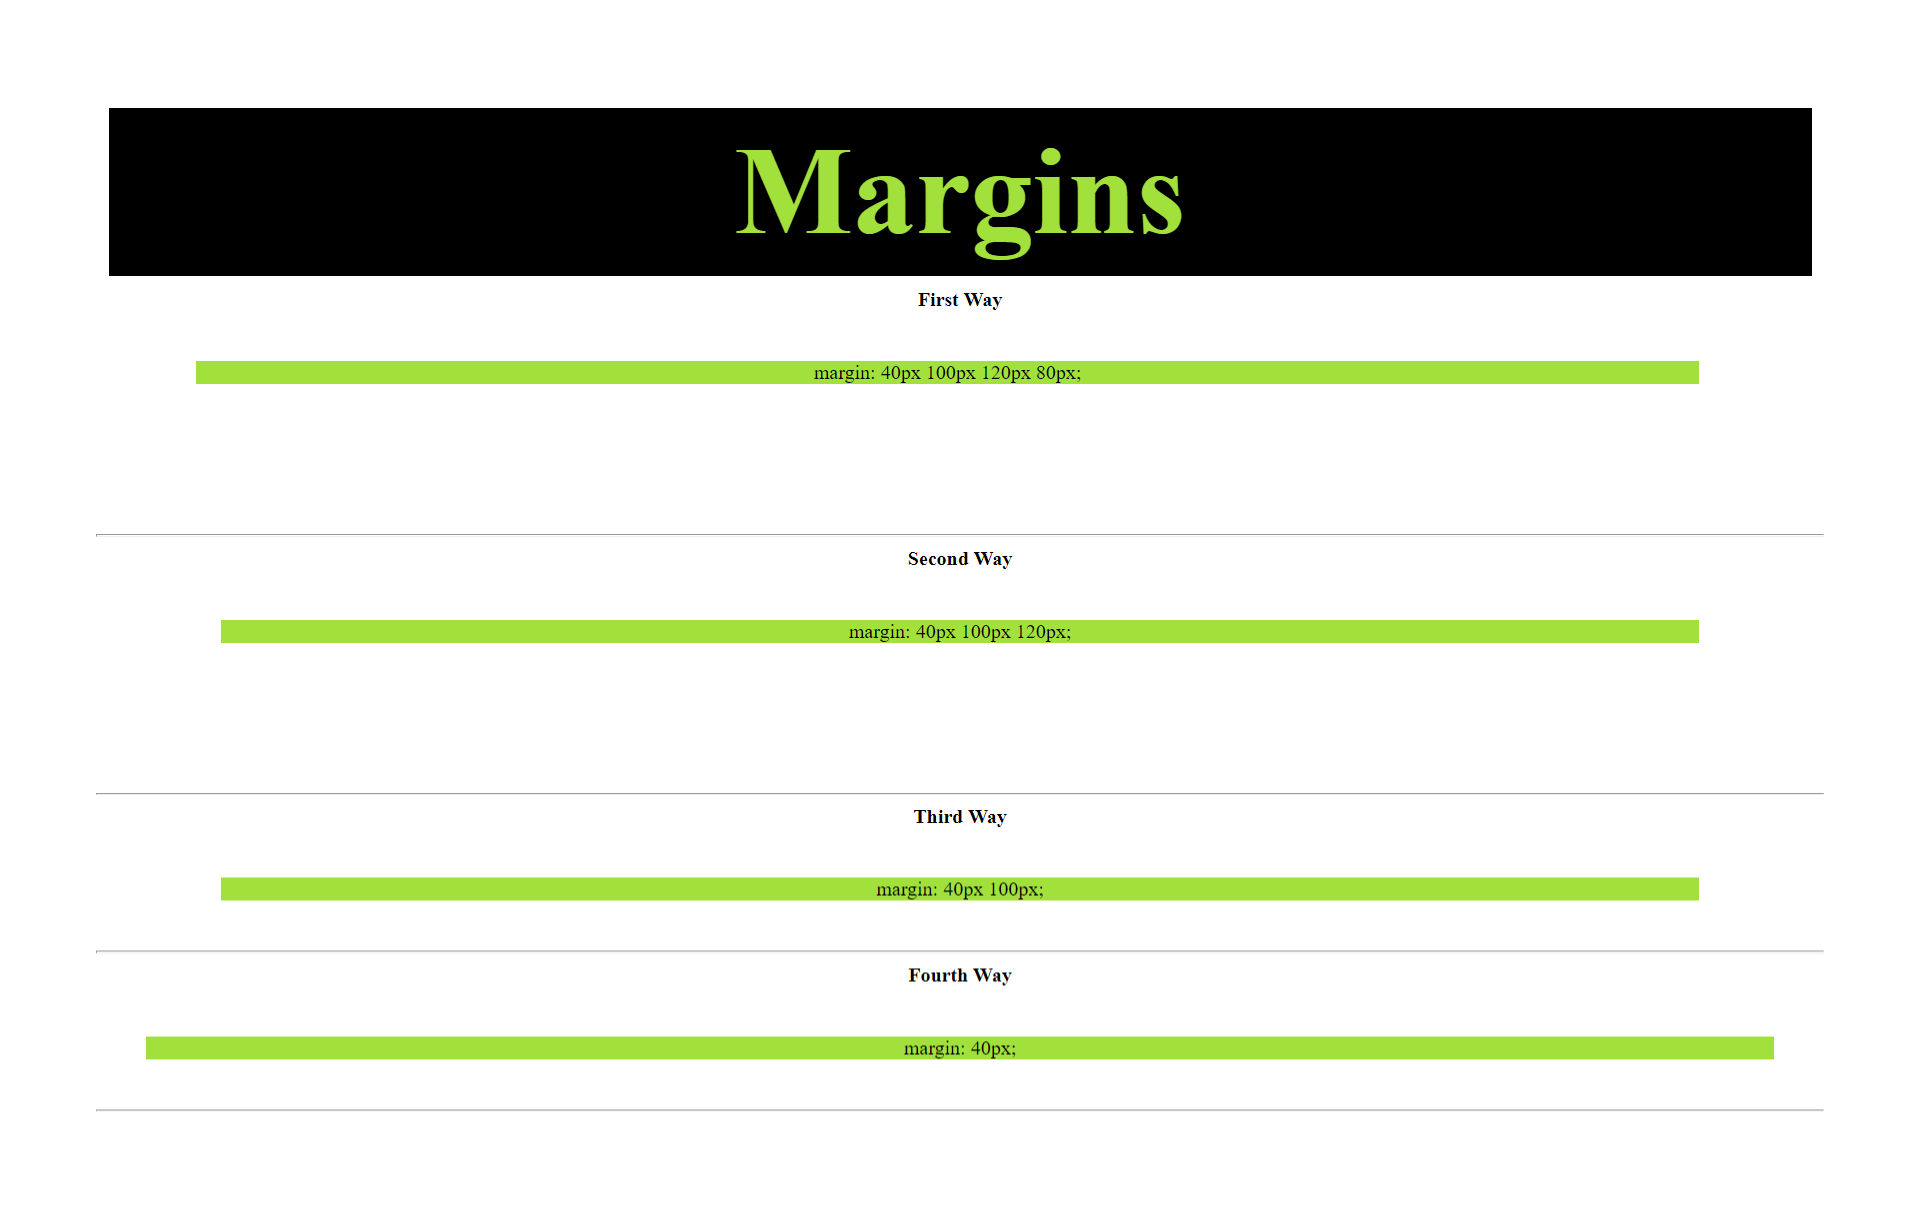 Margins
First Way
margin: 40px 100px 120px 80px;
Second Way
margin: 40px 100px 120px;
Third Way
margin: 40px 100px;
Fourth Way
margin: 40px;